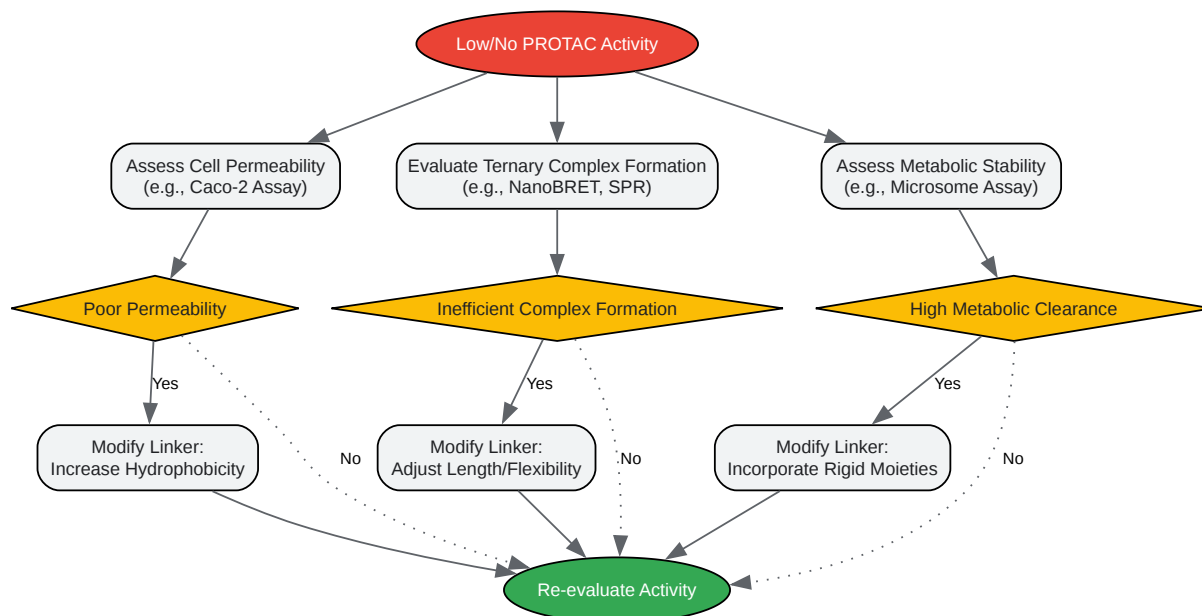 Low/No PROTAC Activity
Assess Cell Permeability
(e.g., Caco-2 Assay)
Evaluate Ternary Complex Formation
(e.g., NanoBRET, SPR)
Assess Metabolic Stability
(e.g., Microsome Assay)
Poor Permeability
Inefficient Complex Formation
High Metabolic Clearance
Yes
Yes
Yes
Modify Linker:
Increase Hydrophobicity
No
Modify Linker:
Adjust Length/Flexibility
No
Modify Linker:
Incorporate Rigid Moieties
No
Re-evaluate Activity